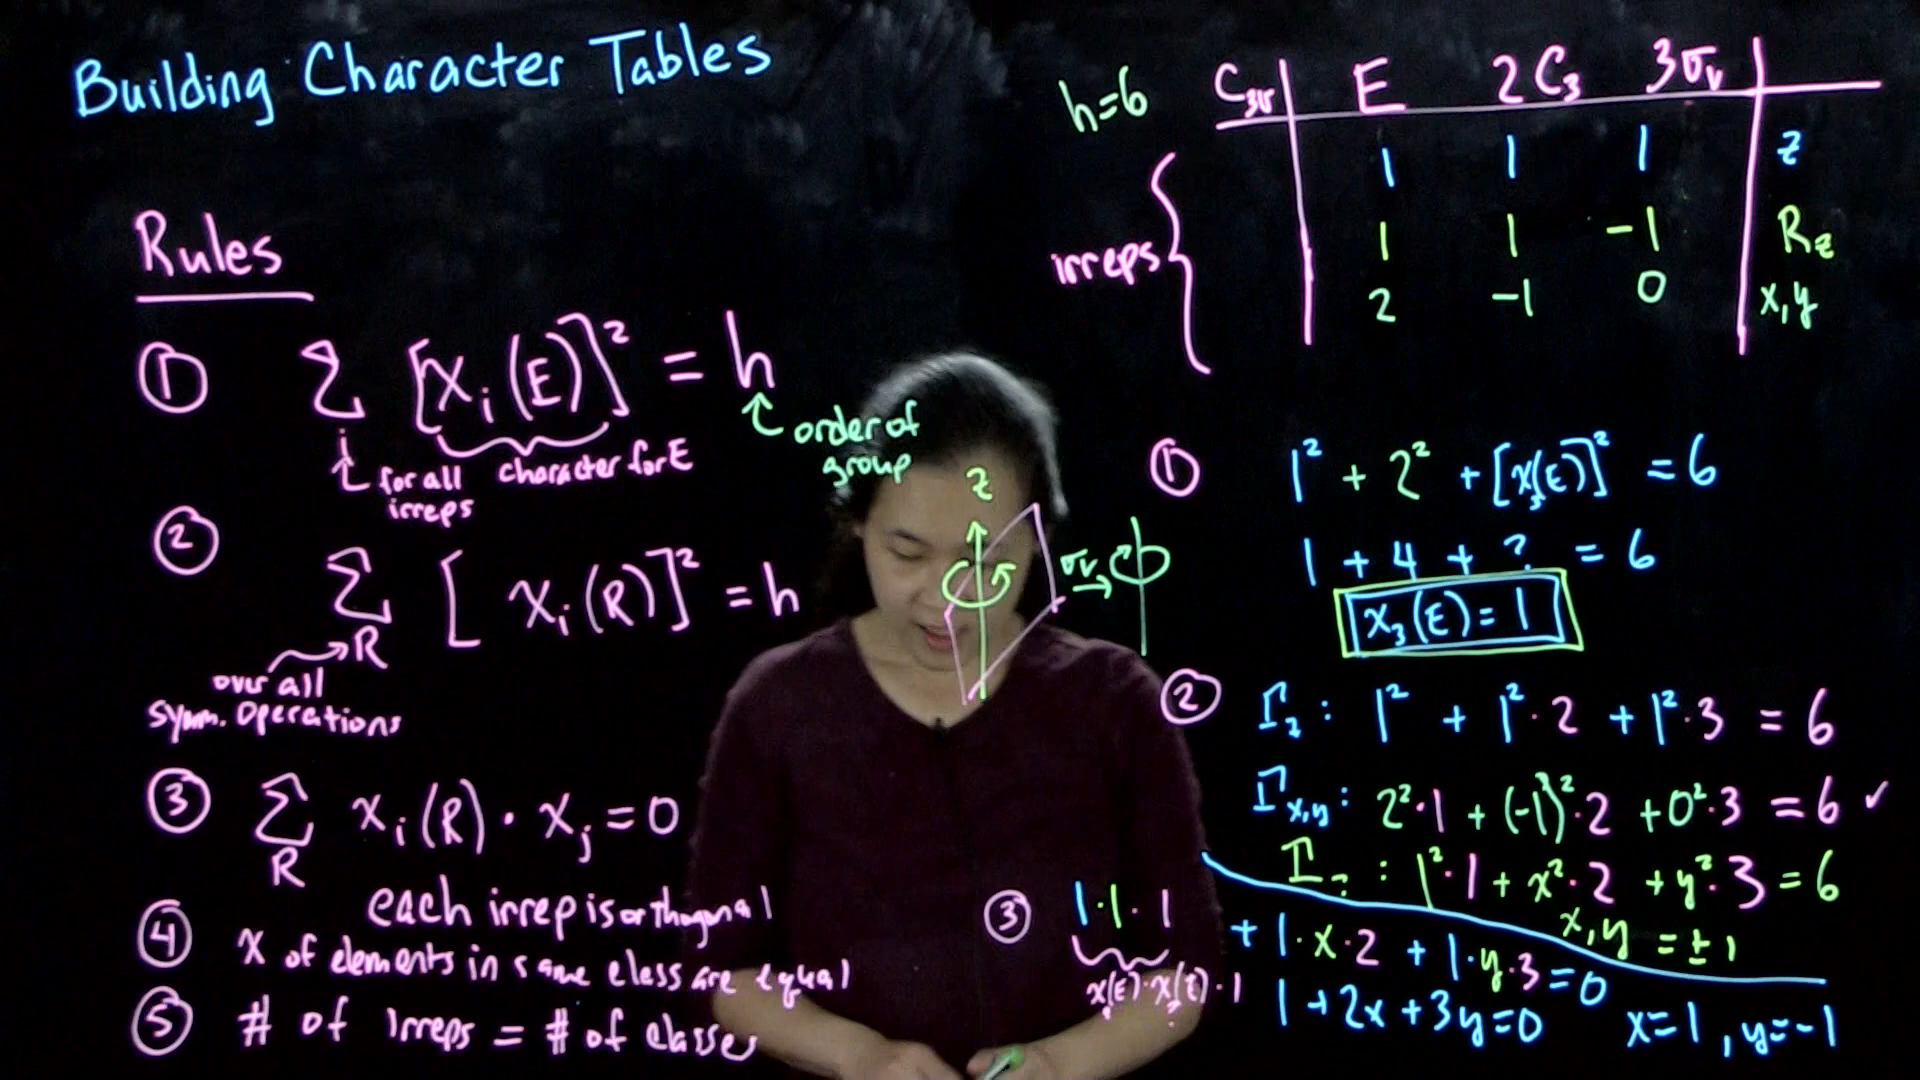 Building Character Tables
Rules
① Σ [χᵢ(E)]² = h
i
for all irreps
character for E
order of group
② Σ [χᵢ(R)]² = h
R
over all
symm. operations
③ Σ χᵢ(R) · χⱼ = 0
R
each irrep is orthogonal
④ χ of elements in same class are equal
⑤ # of irreps = # of classes
z
σᵥ
h=6
C₃ᵥ E 2C₃ 3σᵥ
irreps
1 1 1 z
1 1 -1 R_z
2 -1 0 x,y
① 1² + 2² + [χ₃(E)]² = 6
1 + 4 + ? = 6
χ₃(E) = 1
② Γ_z : 1² + 1²·2 + 1²·3 = 6
Γ_x,y : 2²·1 + (-1)²·2 + 0²·3 = 6 ✓
Γ_? : 1²·1 + x²·2 + y²·3 = 6
x,y = ±1
③ 1·1·1 + 1·x·2 + 1·y·3 = 0
χ(E)·χ(E)·1
1+2x+3y=0 x=1, y=-1